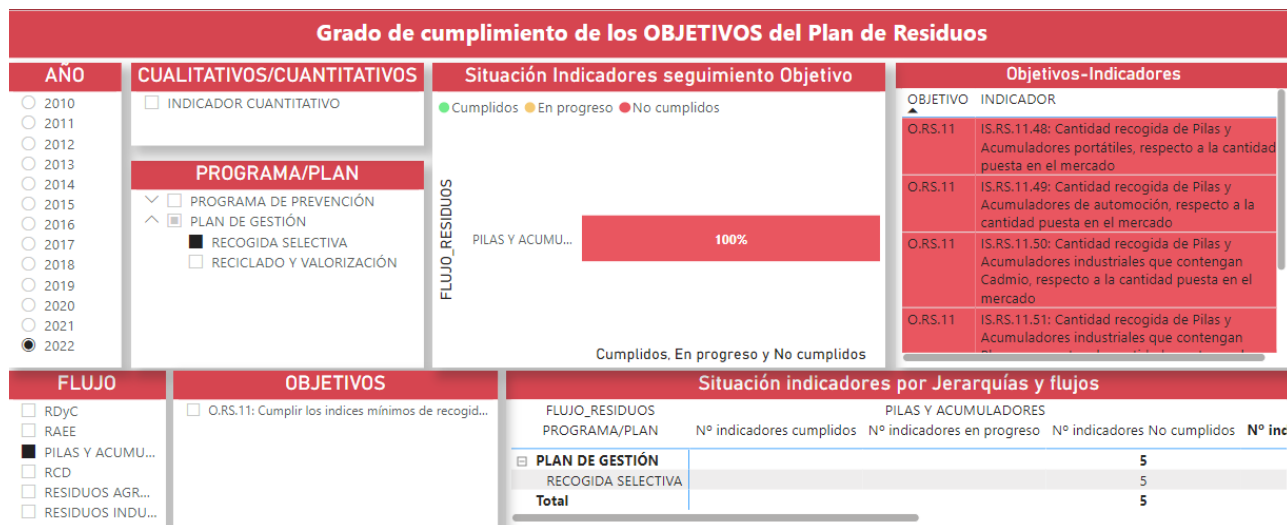 Grado de cumplimiento de los OBJETIVOS del Plan de Residuos
AÑO
2010
2011
2012
2013
2014
2015
2016
2017
2018
2019
2020
2021
2022
CUALITATIVOS/CUANTITATIVOS
INDICADOR CUANTITATIVO
PROGRAMA/PLAN
PROGRAMA DE PREVENCIÓN
PLAN DE GESTIÓN
RECOGIDA SELECTIVA
RECICLADO Y VALORIZACIÓN
Situación Indicadores seguimiento Objetivo
Cumplidos En progreso No cumplidos
FLUJO_RESIDUOS
PILAS Y ACUMU...
100%
Cumplidos, En progreso y No cumplidos
Objetivos-Indicadores
OBJETIVO INDICADOR
O.RS.11 IS.RS.11.48: Cantidad recogida de Pilas y
Acumuladores portátiles, respecto a la cantidad
puesta en el mercado
O.RS.11 IS.RS.11.49: Cantidad recogida de Pilas y
Acumuladores de automoción, respecto a la
cantidad puesta en el mercado
O.RS.11 IS.RS.11.50: Cantidad recogida de Pilas y
Acumuladores industriales que contengan
Cadmio, respecto a la cantidad puesta en el
mercado
O.RS.11 IS.RS.11.51: Cantidad recogida de Pilas y
Acumuladores industriales que contengan
FLUJO
RDyC
RAEE
PILAS Y ACUMU...
RCD
RESIDUOS AGR...
RESIDUOS INDU...
OBJETIVOS
O.RS.11: Cumplir los indices mínimos de recogid...
Situación indicadores por Jerarquías y flujos
FLUJO_RESIDUOS PILAS Y ACUMULADORES
PROGRAMA/PLAN Nº indicadores cumplidos Nº indicadores en progreso Nº indicadores No cumplidos Nº ind
PLAN DE GESTIÓN 5
RECOGIDA SELECTIVA 5
Total 5